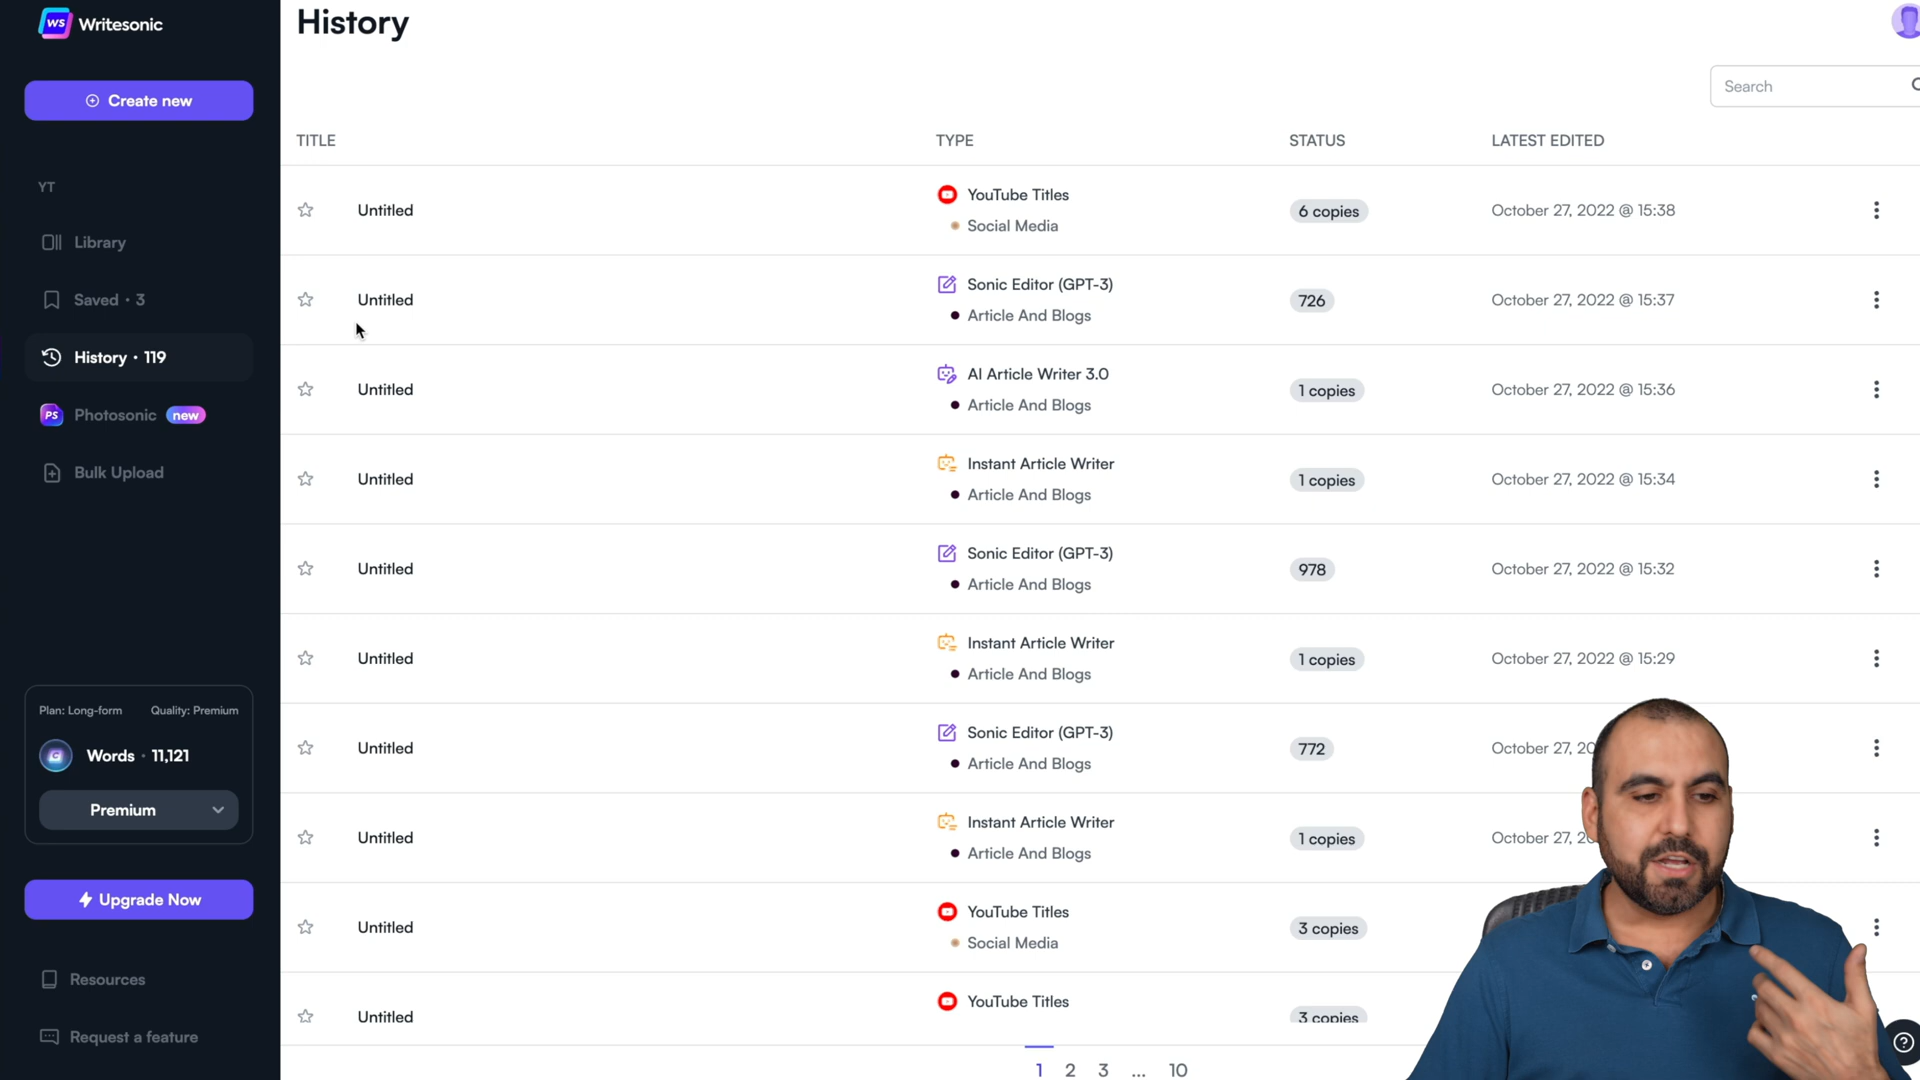 WS Writesonic
History
Create new
Search
TITLE TYPE STATUS LATEST EDITED
YT
Untitled YouTube Titles 6 copies October 27, 2022 @ 15:38
Social Media
Library
Untitled Sonic Editor (GPT-3) 726 October 27, 2022 @ 15:37
Article And Blogs
Saved · 3
History · 119
Untitled AI Article Writer 3.0 1 copies October 27, 2022 @ 15:36
Article And Blogs
PS Photosonic new
Bulk Upload
Untitled Instant Article Writer 1 copies October 27, 2022 @ 15:34
Article And Blogs
Untitled Sonic Editor (GPT-3) 978 October 27, 2022 @ 15:32
Article And Blogs
Untitled Instant Article Writer 1 copies October 27, 2022 @ 15:29
Article And Blogs
Plan: Long-form Quality: Premium
Words · 11,121
Premium
Untitled Sonic Editor (GPT-3) 772 October 27, 20
Article And Blogs
Untitled Instant Article Writer 1 copies October 27, 20
Article And Blogs
Upgrade Now
Untitled YouTube Titles 3 copies
Social Media
Resources
Untitled YouTube Titles 3 copies
Request a feature
1 2 3 ... 10
?